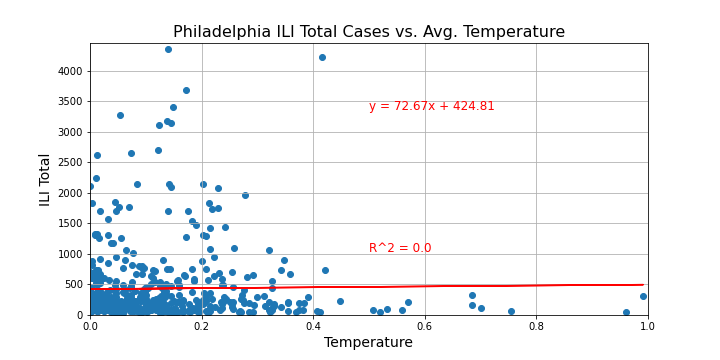 Philadelphia ILI Total Cases vs. Avg. Temperature
4000
3500
3000
2500
2000
1500
1000
500
0
ILI Total
y = 72.67x + 424.81
R^2 = 0.0
0.0 0.2 0.4 0.6 0.8 1.0
Temperature